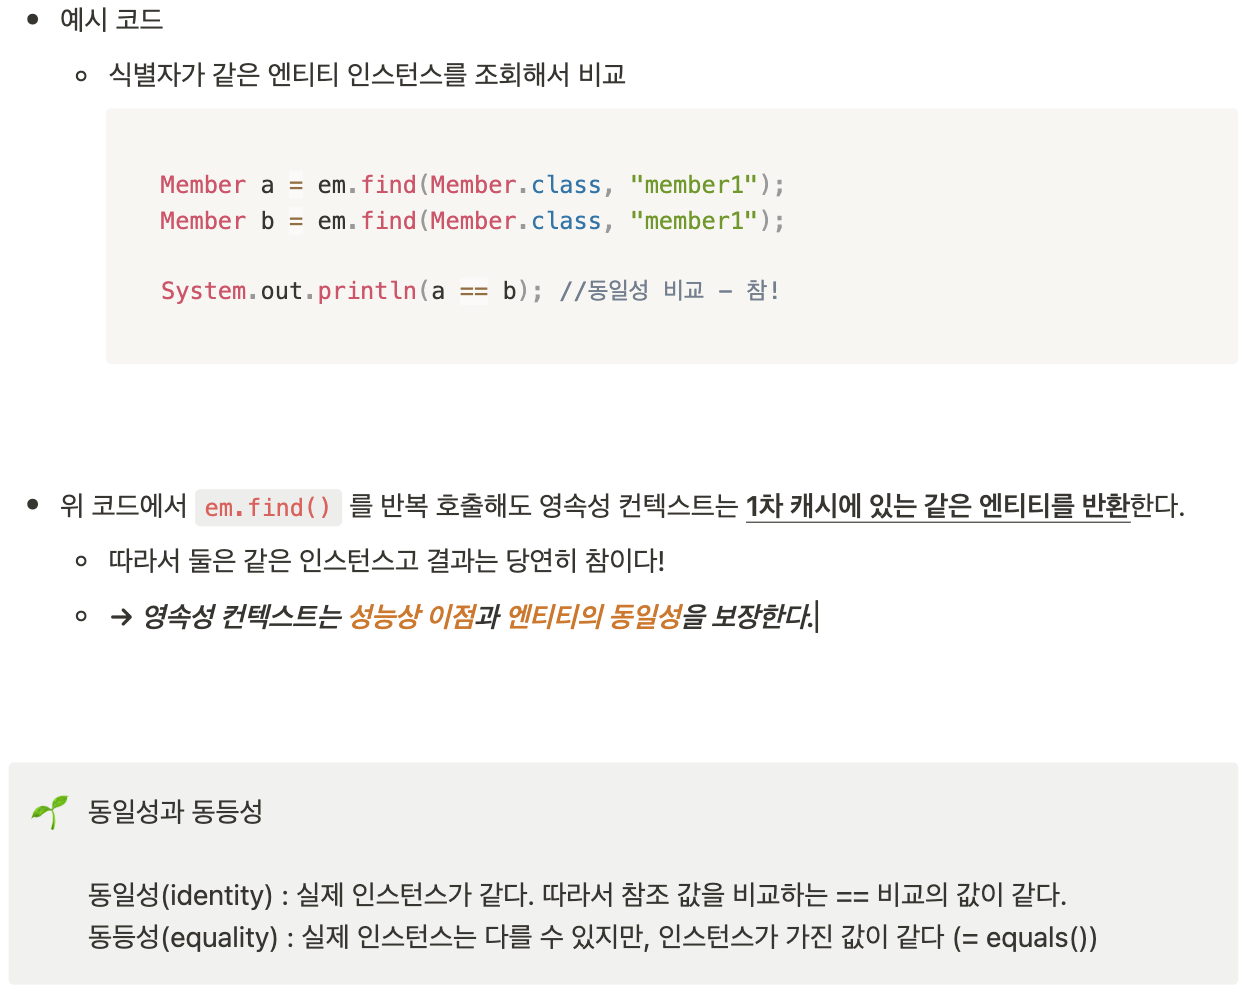 예시 코드
식별자가 같은 엔티티 인스턴스를 조회해서 비교
Member a = em.find(Member.class, "member1");
Member b = em.find(Member.class, "member1");
System.out.println(a == b); //동일성 비교 - 참!
위 코드에서 em.find() 를 반복 호출해도 영속성 컨텍스트는 1차 캐시에 있는 같은 엔티티를 반환한다.
따라서 둘은 같은 인스턴스고 결과는 당연히 참이다!
→ 영속성 컨텍스트는 성능상 이점과 엔티티의 동일성을 보장한다.
동일성과 동등성
동일성(identity) : 실제 인스턴스가 같다. 따라서 참조 값을 비교하는 == 비교의 값이 같다.
동등성(equality) : 실제 인스턴스는 다를 수 있지만, 인스턴스가 가진 값이 같다 (= equals())